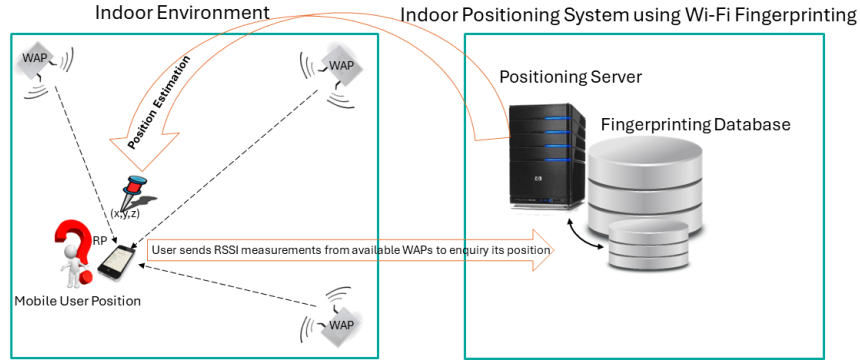 Indoor Environment
Indoor Positioning System using Wi-Fi Fingerprinting
WAP
WAP
Position Estimation
Positioning Server
Fingerprinting Database
hp
(x,y,z)
RP
User sends RSSI measurements from available WAPs to enquiry its position
Mobile User Position
WAP